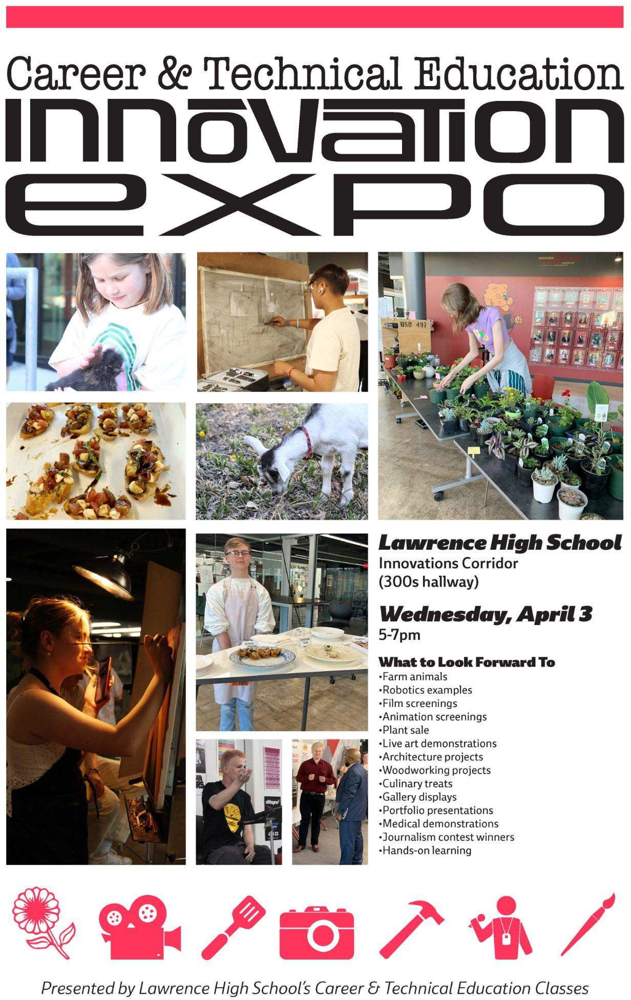 Career & Technical Education
Innovation
expo
USD 497
Lawrence High School
Innovations Corridor
(300s hallway)
Wednesday, April 3
5-7pm
What to Look Forward To
•Farm animals
•Robotics examples
•Film screenings
•Animation screenings
•Plant sale
•Live art demonstrations
•Architecture projects
•Woodworking projects
•Culinary treats
•Gallery displays
•Portfolio presentations
•Medical demonstrations
•Journalism contest winners
•Hands-on learning
eMagine
Presented by Lawrence High School's Career & Technical Education Classes